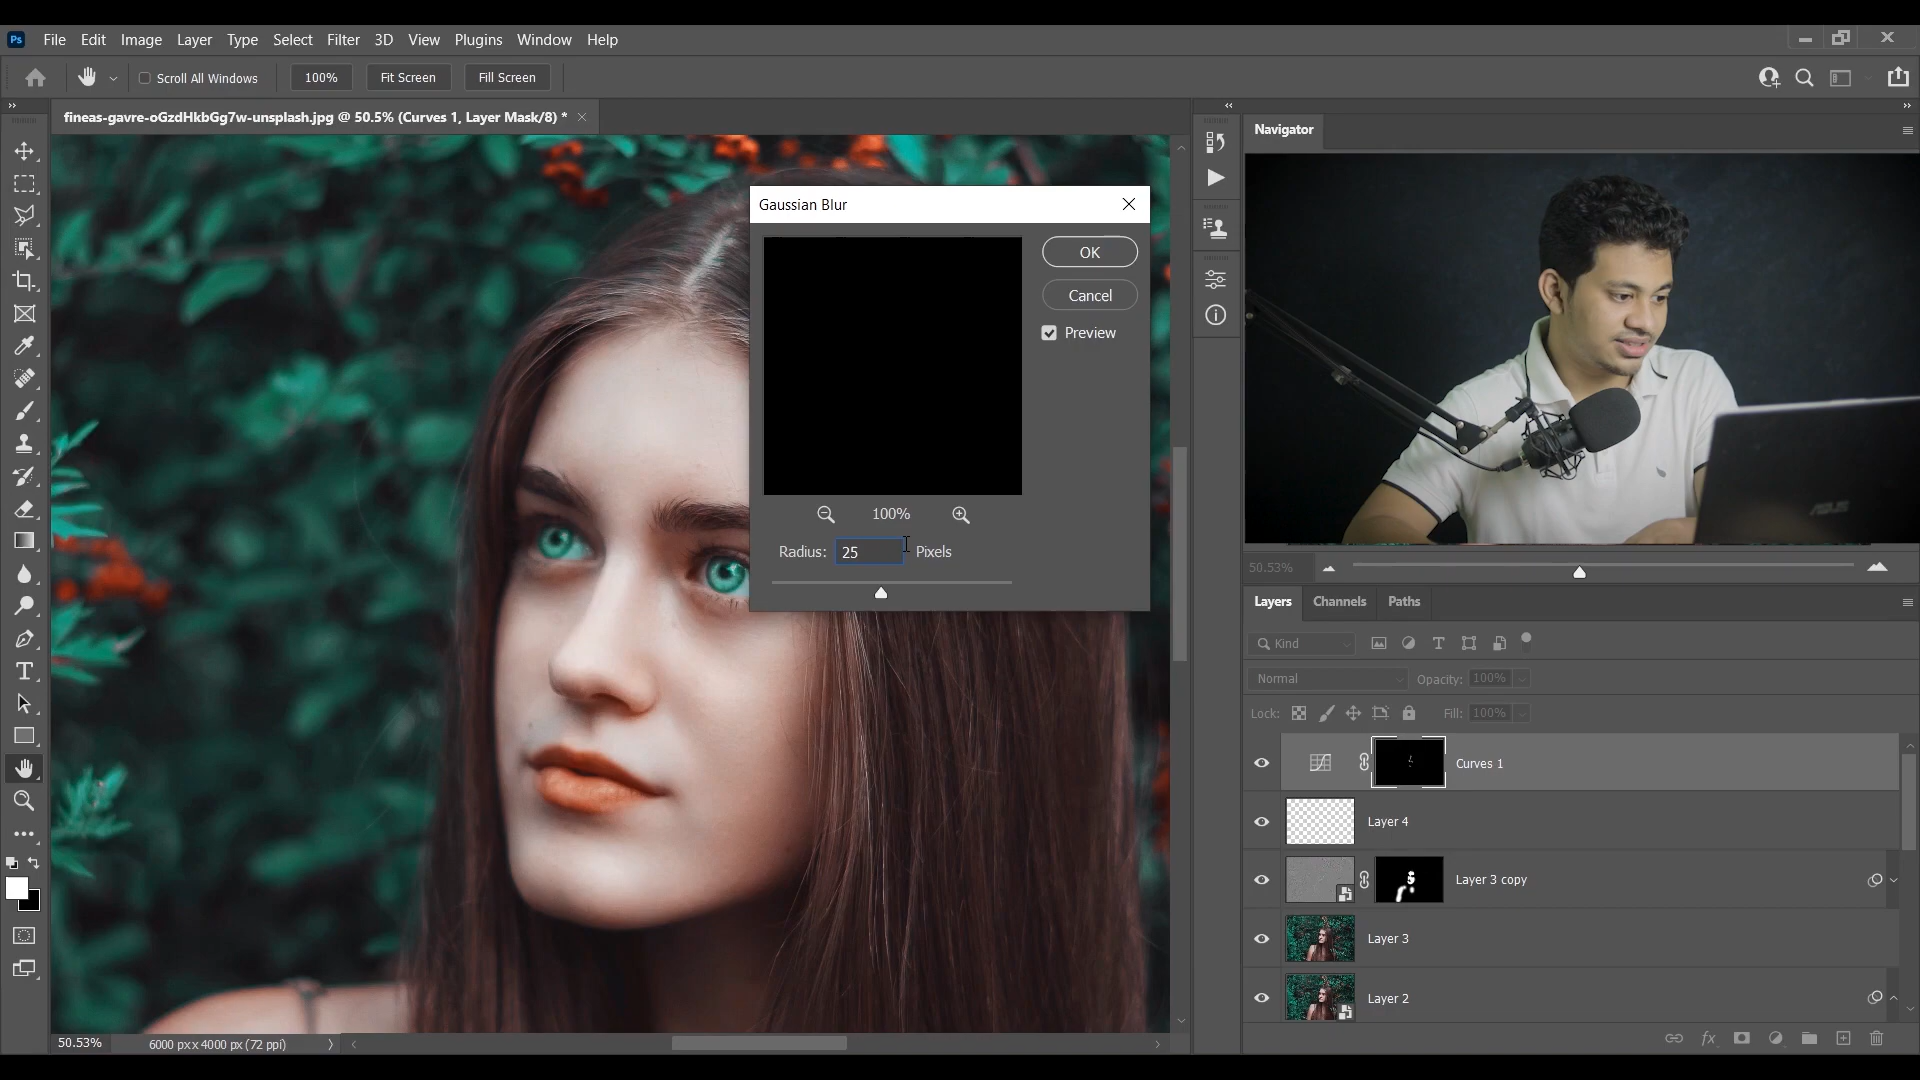 Ps File Edit Image Layer Type Select Filter 3D View Plugins Window Help
Scroll All Windows 100% Fit Screen Fill Screen
fineas-gavre-oGzdHkbGg7w-unsplash.jpg @ 50.5% (Curves 1, Layer Mask/8) *
Navigator
Gaussian Blur
OK
Cancel
Preview
100%
Radius: 25 Pixels
ASUS
50.53%
Layers Channels Paths
Kind
Normal Opacity: 100%
Lock: Fill: 100%
Curves 1
Layer 4
Layer 3 copy
Layer 3
Layer 2
fx
50.53% 6000 px x 4000 px (72 ppi)